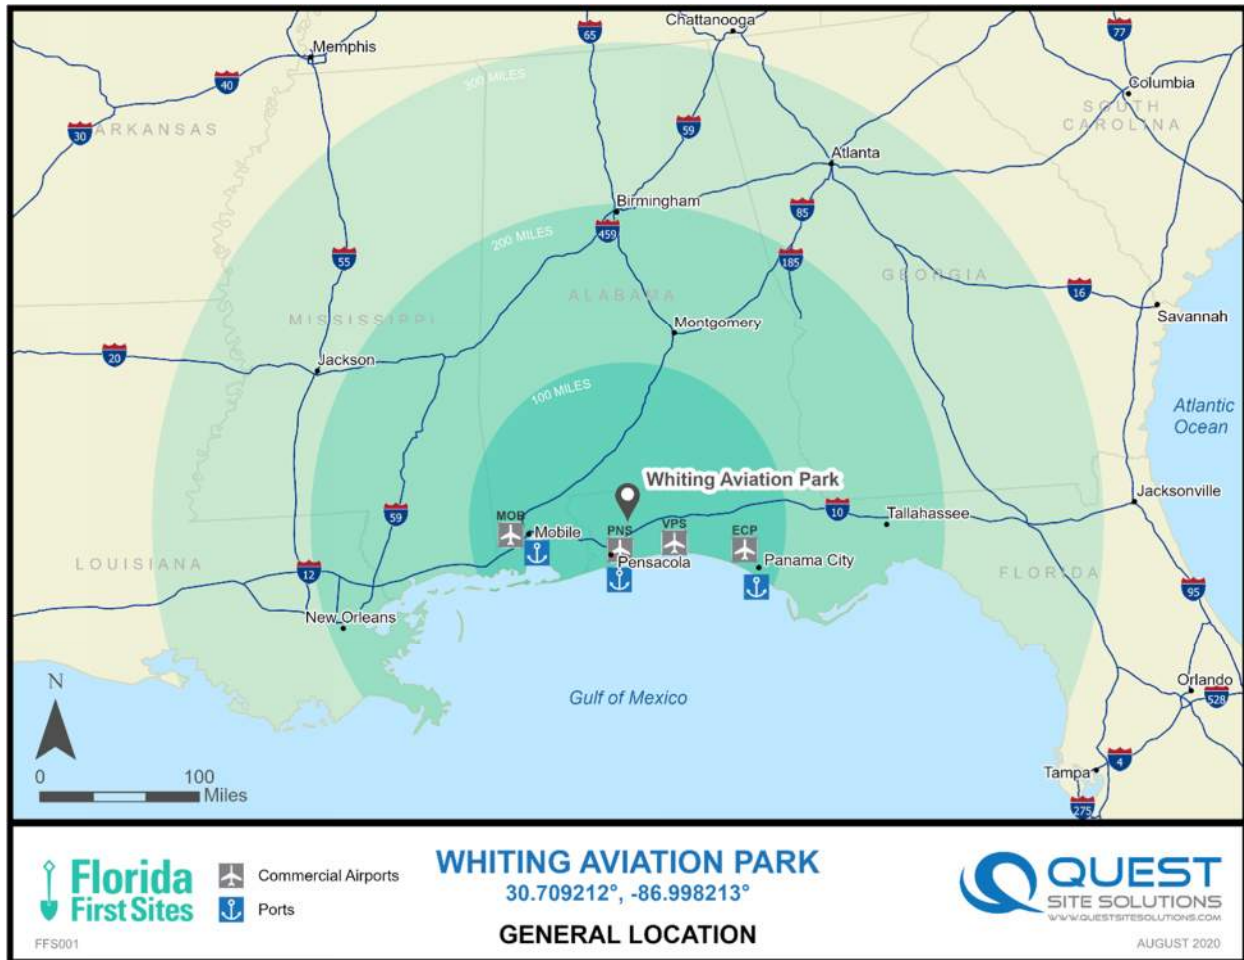 Chattanooga
65
77
Memphis
300 MILES
40
Columbia
SOUTH
CAROLINA
30
ARKANSAS
59
Atlanta
Birmingham
85
459
200 MILES
55
185
GEORGIA
16
ALABAMA
MISSISSIPPI
Savannah
Montgomery
20
Jackson
100 MILES
Atlantic
Ocean
Whiting Aviation Park
Jacksonville
59
10
MOB
Mobile
PNS
VPS
ECP
Tallahassee
Pensacola
Panama City
LOUISIANA
12
FLORIDA
95
New Orleans
N
Gulf of Mexico
Orlando
528
0 100
Miles
Tampa
4
275
Florida
First Sites
FFS001
Commercial Airports
Ports
WHITING AVIATION PARK
30.709212°, -86.998213°
GENERAL LOCATION
QUEST
SITE SOLUTIONS
WWW.QUESTSITESOLUTIONS.COM
AUGUST 2020